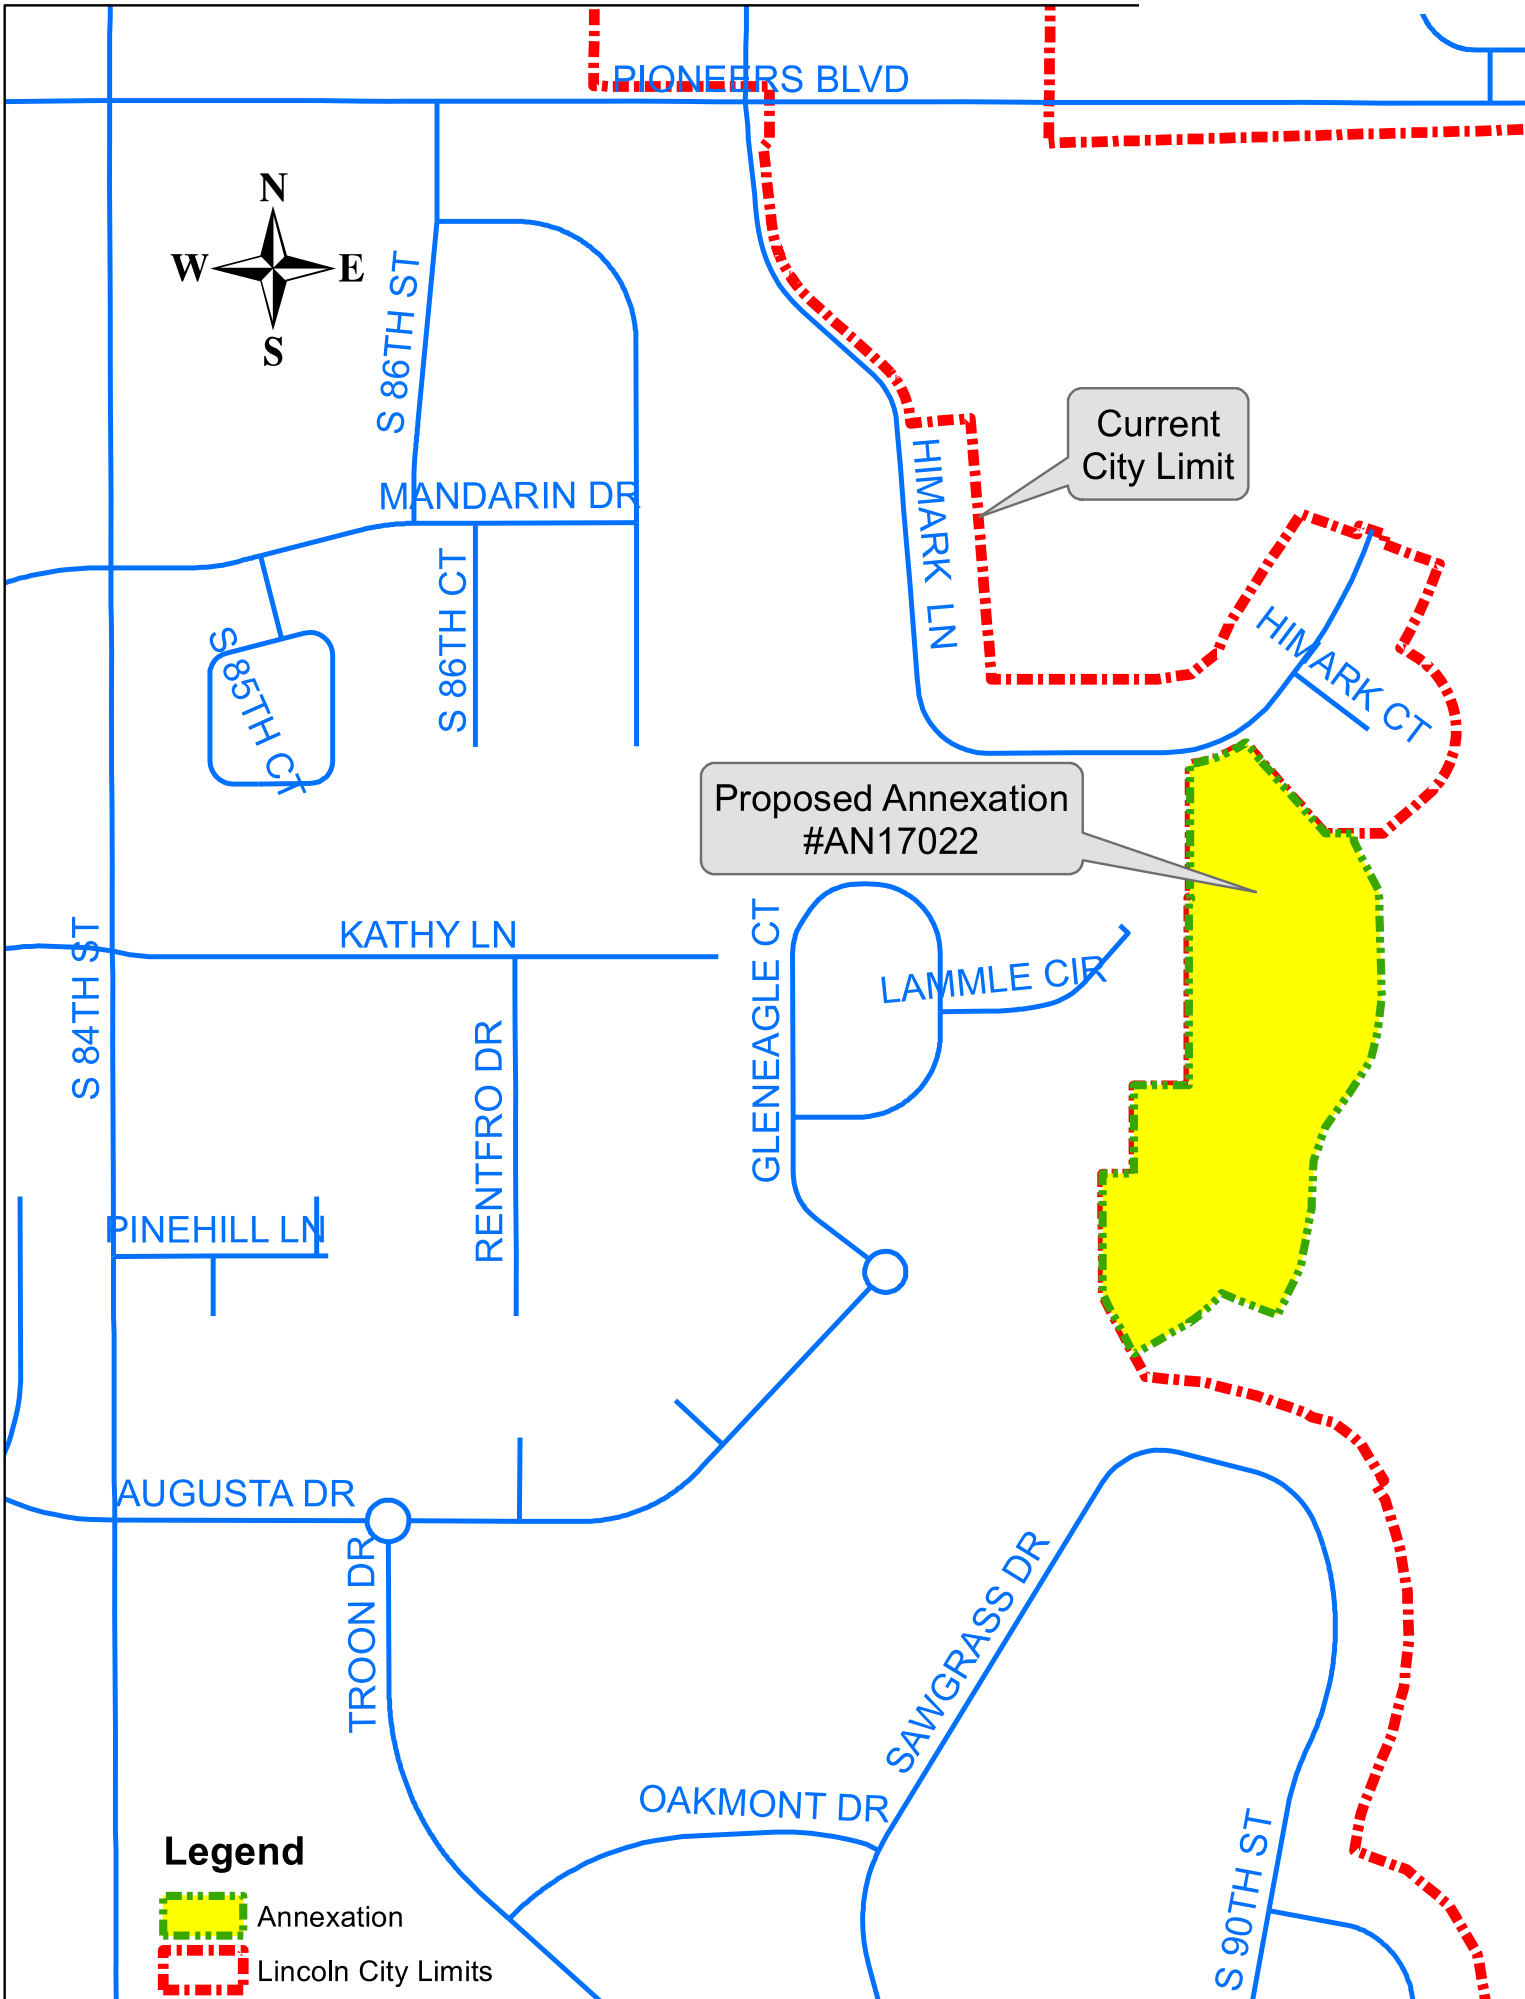 PIONEERS BLVD
N
W
E
S
S 86TH ST
Current
City Limit
MANDARIN DR
HIMARK LN
S 86TH CT
HIMARK CT
S 85TH CT
Proposed Annexation
#AN17022
KATHY LN
GLENEAGLE CT
S 84TH ST
LAMMLE CIR
RENTFRO DR
PINEHILL LN
AUGUSTA DR
TROON DR
SAWGRASS DR
OAKMONT DR
S 90TH ST
Legend
Annexation
Lincoln City Limits